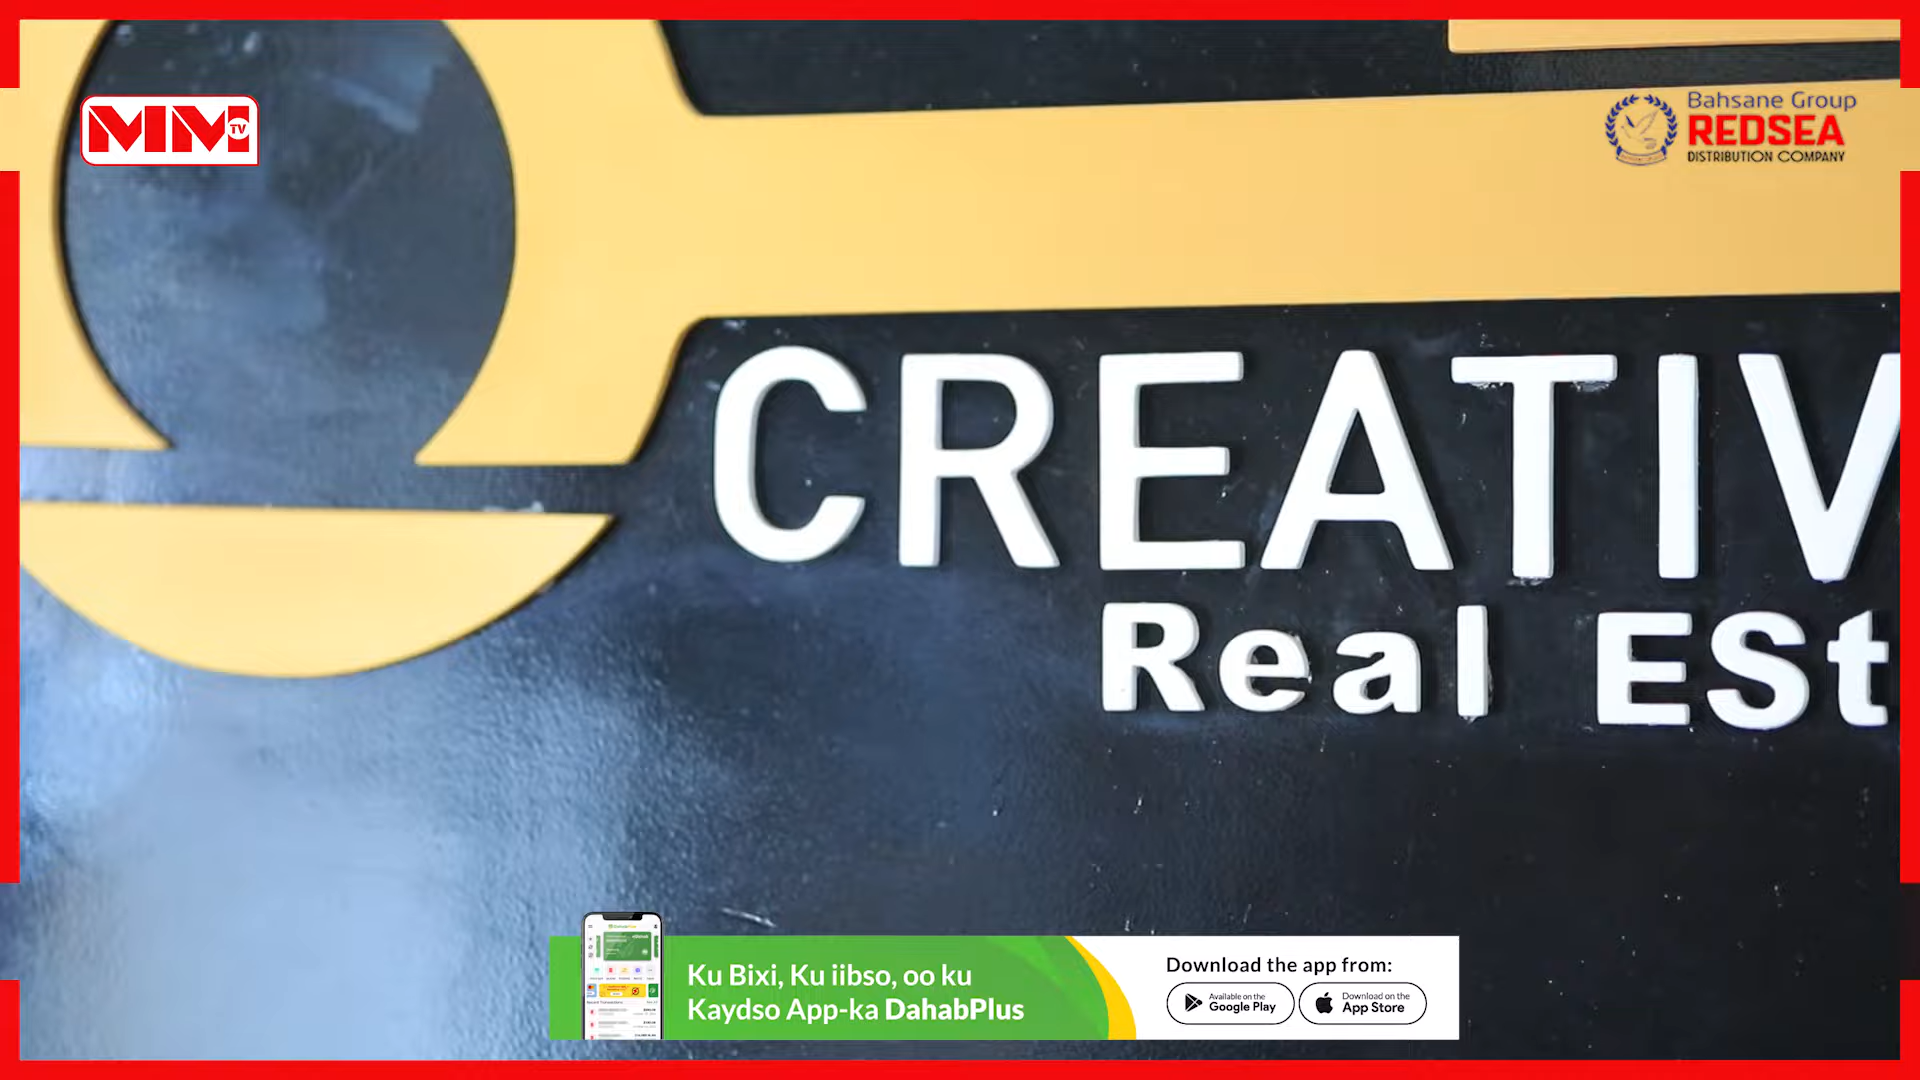 MM TV
Bahsane Group
REDSEA
DISTRIBUTION COMPANY
CREATIV
Real ESt
Ku Bixi, Ku iibso, oo ku
Kaydso App-ka DahabPlus
Download the app from:
Available on the
Google Play
Download on the
App Store